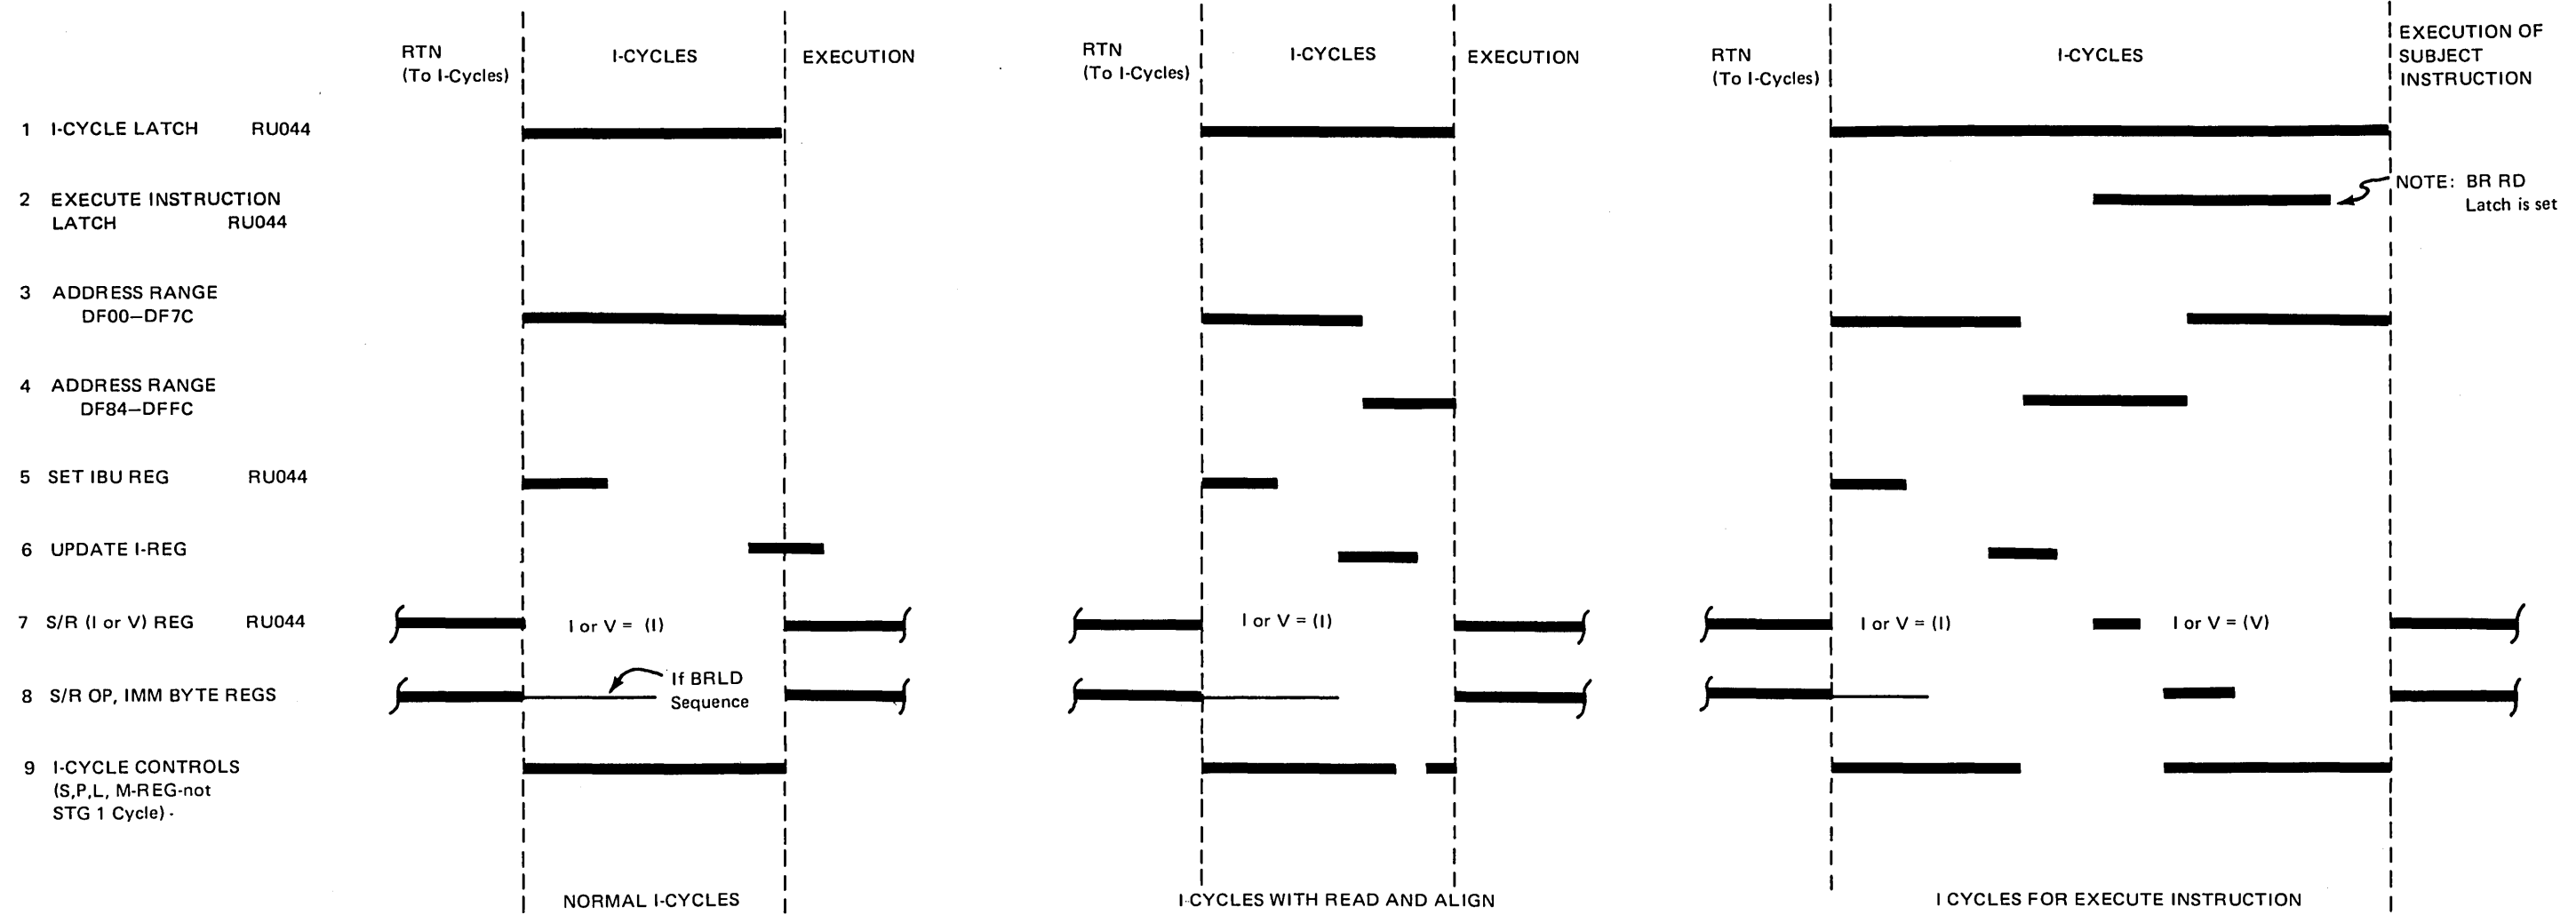 RTN
(To I-Cycles)
I-CYCLES
EXECUTION
RTN
(To I-Cycles)
I-CYCLES
EXECUTION
RTN
(To I-Cycles)
I-CYCLES
EXECUTION OF
SUBJECT
INSTRUCTION
1 I-CYCLE LATCH RU044
2 EXECUTE INSTRUCTION
LATCH RU044
NOTE: BR RD
Latch is set
3 ADDRESS RANGE
DF00—DF7C
4 ADDRESS RANGE
DF84—DFFC
5 SET IBU REG RU044
6 UPDATE I-REG
7 S/R (I or V) REG RU044
I or V = (I)
I or V = (I)
I or V = (I)
I or V = (V)
8 S/R OP, IMM BYTE REGS
If BRLD
Sequence
9 I-CYCLE CONTROLS
(S,P,L, M-REG-not
STG 1 Cycle)
NORMAL I-CYCLES
I-CYCLES WITH READ AND ALIGN
I CYCLES FOR EXECUTE INSTRUCTION